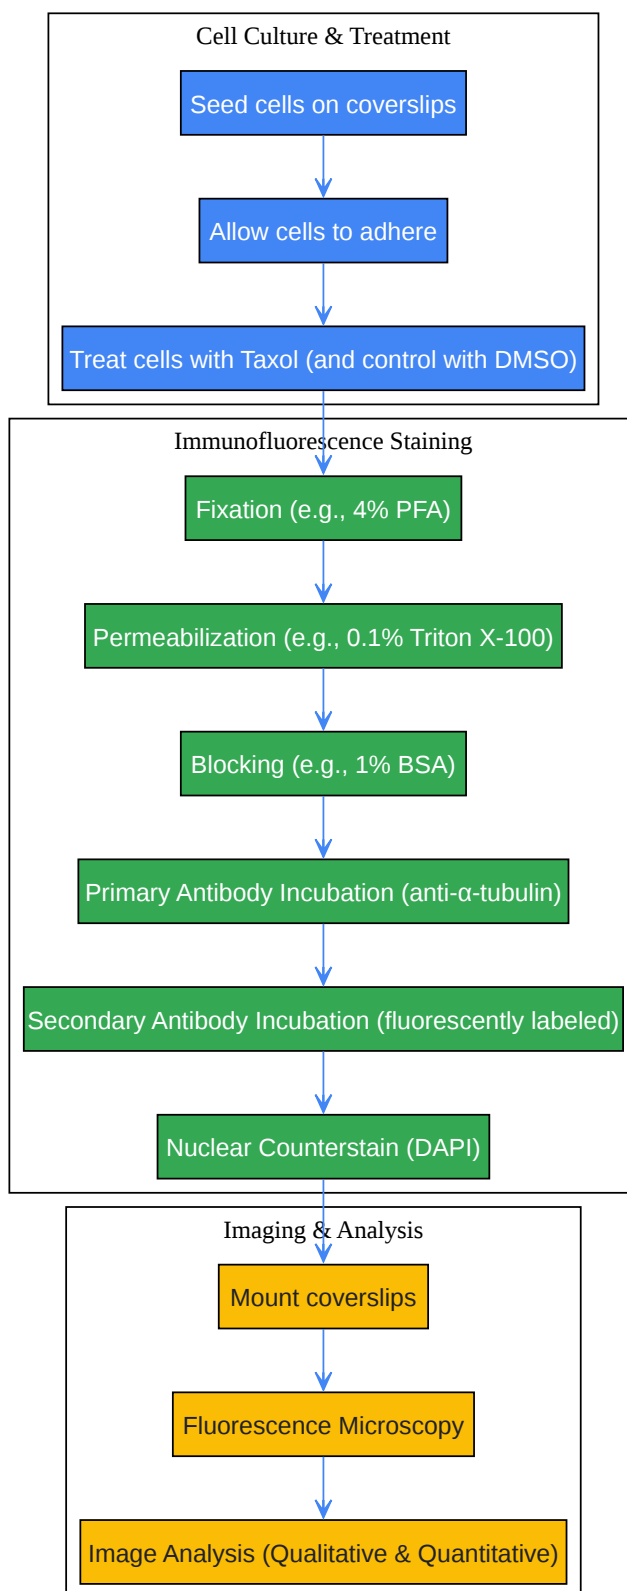 Cell Culture & Treatment
Seed cells on coverslips
Allow cells to adhere
Treat cells with Taxol (and control with DMSO)
Immunofluorescence Staining
Fixation (e.g., 4% PFA)
Permeabilization (e.g., 0.1% Triton X-100)
Blocking (e.g., 1% BSA)
Primary Antibody Incubation (anti-α-tubulin)
Secondary Antibody Incubation (fluorescently labeled)
Nuclear Counterstain (DAPI)
Imaging & Analysis
Mount coverslips
Fluorescence Microscopy
Image Analysis (Qualitative & Quantitative)